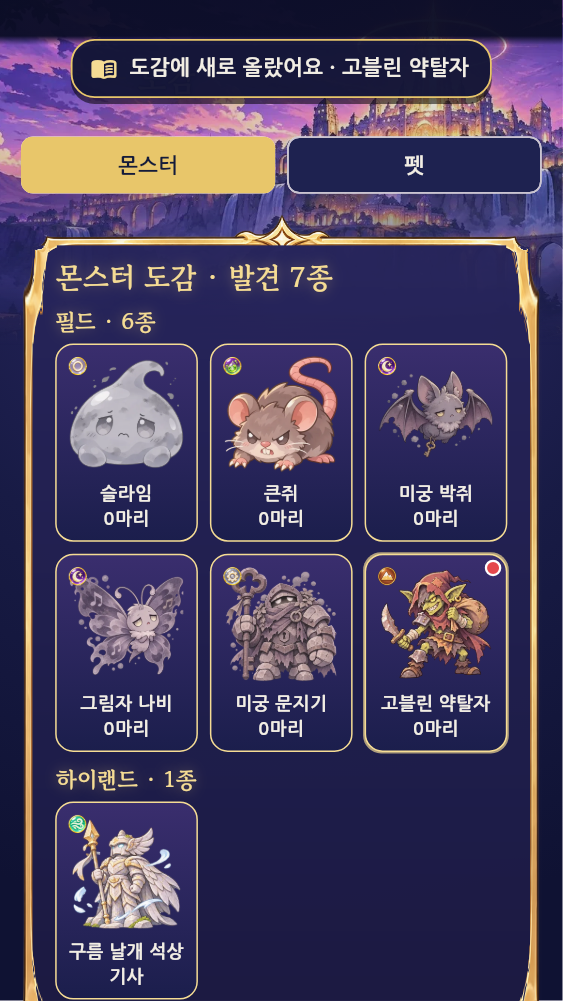 도감에 새로 올랐어요 · 고블린 약탈자
몬스터
펫
몬스터 도감 · 발견 7종
필드 · 6종
슬라임
0마리
큰쥐
0마리
미궁 박쥐
0마리
그림자 나비
0마리
미궁 문지기
0마리
고블린 약탈자
0마리
하이랜드 · 1종
구름 날개 석상
기사